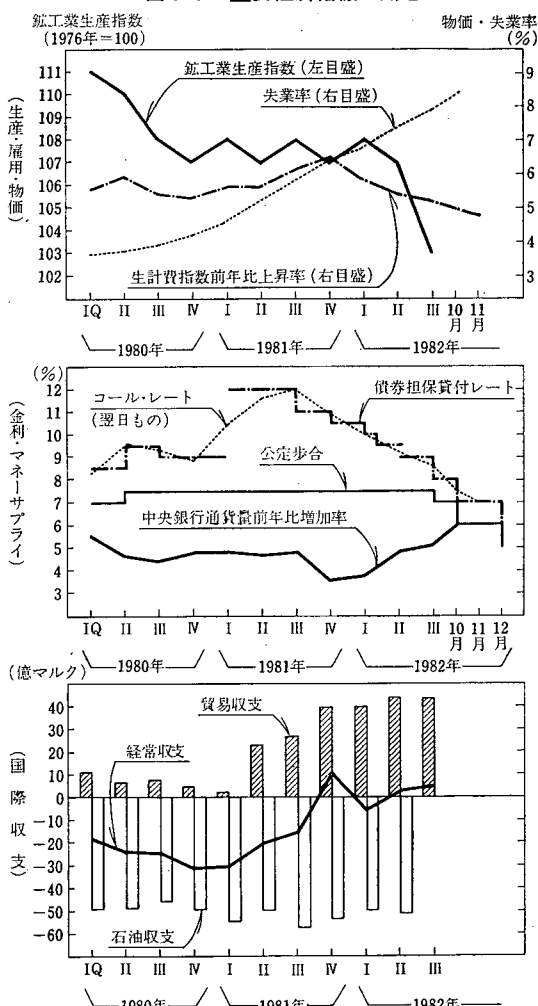 鉱工業生産指数
(1976年=100)
物価・失業率
(%)
鉱工業生産指数(左目盛)
失業率(右目盛)
生計費指数前年比上昇率(右目盛)
(生産・雇用・物価)
111
110
109
108
107
106
105
104
103
102
9
8
7
6
5
4
3
IQ II III IV I II III IV I II III 10月 11月
1980年 1981年 1982年
(%)
コール・レート
(翌日もの)
債券担保貸付レート
公定歩合
中央銀行通貨量前年比増加率
(金利・マネーサプライ)
12
11
10
9
8
7
6
5
4
3
IQ II III IV I II III IV I II III 10月 11月 12月
1980年 1981年 1982年
(億マルク)
貿易収支
経常収支
石油収支
(国際収支)
40
30
20
10
0
-10
-20
-30
-40
-50
-60
IQ II III IV I II III IV I II III
1980年 1981年 1982年